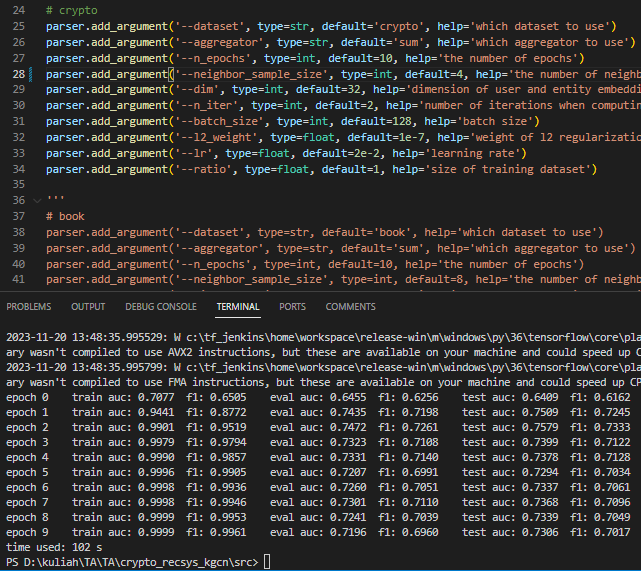 24 # crypto
25 parser.add_argument('--dataset', type=str, default='crypto', help='which dataset to use')
26 parser.add_argument('--aggregator', type=str, default='sum', help='which aggregator to use')
27 parser.add_argument('--n_epochs', type=int, default=10, help='the number of epochs')
28 parser.add_argument('--neighbor_sample_size', type=int, default=4, help='the number of neighb
29 parser.add_argument('--dim', type=int, default=32, help='dimension of user and entity embeddi
30 parser.add_argument('--n_iter', type=int, default=2, help='number of iterations when computin
31 parser.add_argument('--batch_size', type=int, default=128, help='batch size')
32 parser.add_argument('--l2_weight', type=float, default=1e-7, help='weight of l2 regularizatio
33 parser.add_argument('--lr', type=float, default=2e-2, help='learning rate')
34 parser.add_argument('--ratio', type=float, default=1, help='size of training dataset')
35
36 '''
37 # book
38 parser.add_argument('--dataset', type=str, default='book', help='which dataset to use')
39 parser.add_argument('--aggregator', type=str, default='sum', help='which aggregator to use')
40 parser.add_argument('--n_epochs', type=int, default=10, help='the number of epochs')
41 parser.add_argument('--neighbor_sample_size', type=int, default=8, help='the number of neighb
PROBLEMS OUTPUT DEBUG CONSOLE TERMINAL PORTS COMMENTS
2023-11-20 13:48:35.995529: W c:\tf_jenkins\home\workspace\release-win\m\windows\py\36\tensorflow\core\pla
ary wasn't compiled to use AVX2 instructions, but these are available on your machine and could speed up C
2023-11-20 13:48:35.995799: W c:\tf_jenkins\home\workspace\release-win\m\windows\py\36\tensorflow\core\pla
ary wasn't compiled to use FMA instructions, but these are available on your machine and could speed up CP
epoch 0 train auc: 0.7077 f1: 0.6505 eval auc: 0.6455 f1: 0.6256 test auc: 0.6409 f1: 0.6162
epoch 1 train auc: 0.9441 f1: 0.8772 eval auc: 0.7435 f1: 0.7198 test auc: 0.7509 f1: 0.7245
epoch 2 train auc: 0.9901 f1: 0.9519 eval auc: 0.7472 f1: 0.7261 test auc: 0.7579 f1: 0.7333
epoch 3 train auc: 0.9979 f1: 0.9794 eval auc: 0.7323 f1: 0.7108 test auc: 0.7399 f1: 0.7122
epoch 4 train auc: 0.9990 f1: 0.9857 eval auc: 0.7331 f1: 0.7140 test auc: 0.7378 f1: 0.7128
epoch 5 train auc: 0.9996 f1: 0.9905 eval auc: 0.7207 f1: 0.6991 test auc: 0.7294 f1: 0.7034
epoch 6 train auc: 0.9998 f1: 0.9936 eval auc: 0.7260 f1: 0.7051 test auc: 0.7337 f1: 0.7061
epoch 7 train auc: 0.9998 f1: 0.9946 eval auc: 0.7301 f1: 0.7110 test auc: 0.7368 f1: 0.7096
epoch 8 train auc: 0.9999 f1: 0.9953 eval auc: 0.7241 f1: 0.7039 test auc: 0.7339 f1: 0.7049
epoch 9 train auc: 0.9999 f1: 0.9961 eval auc: 0.7196 f1: 0.6960 test auc: 0.7306 f1: 0.7017
time used: 102 s
PS D:\kuliah\TA\TA\crypto_recsys_kgcn\src>